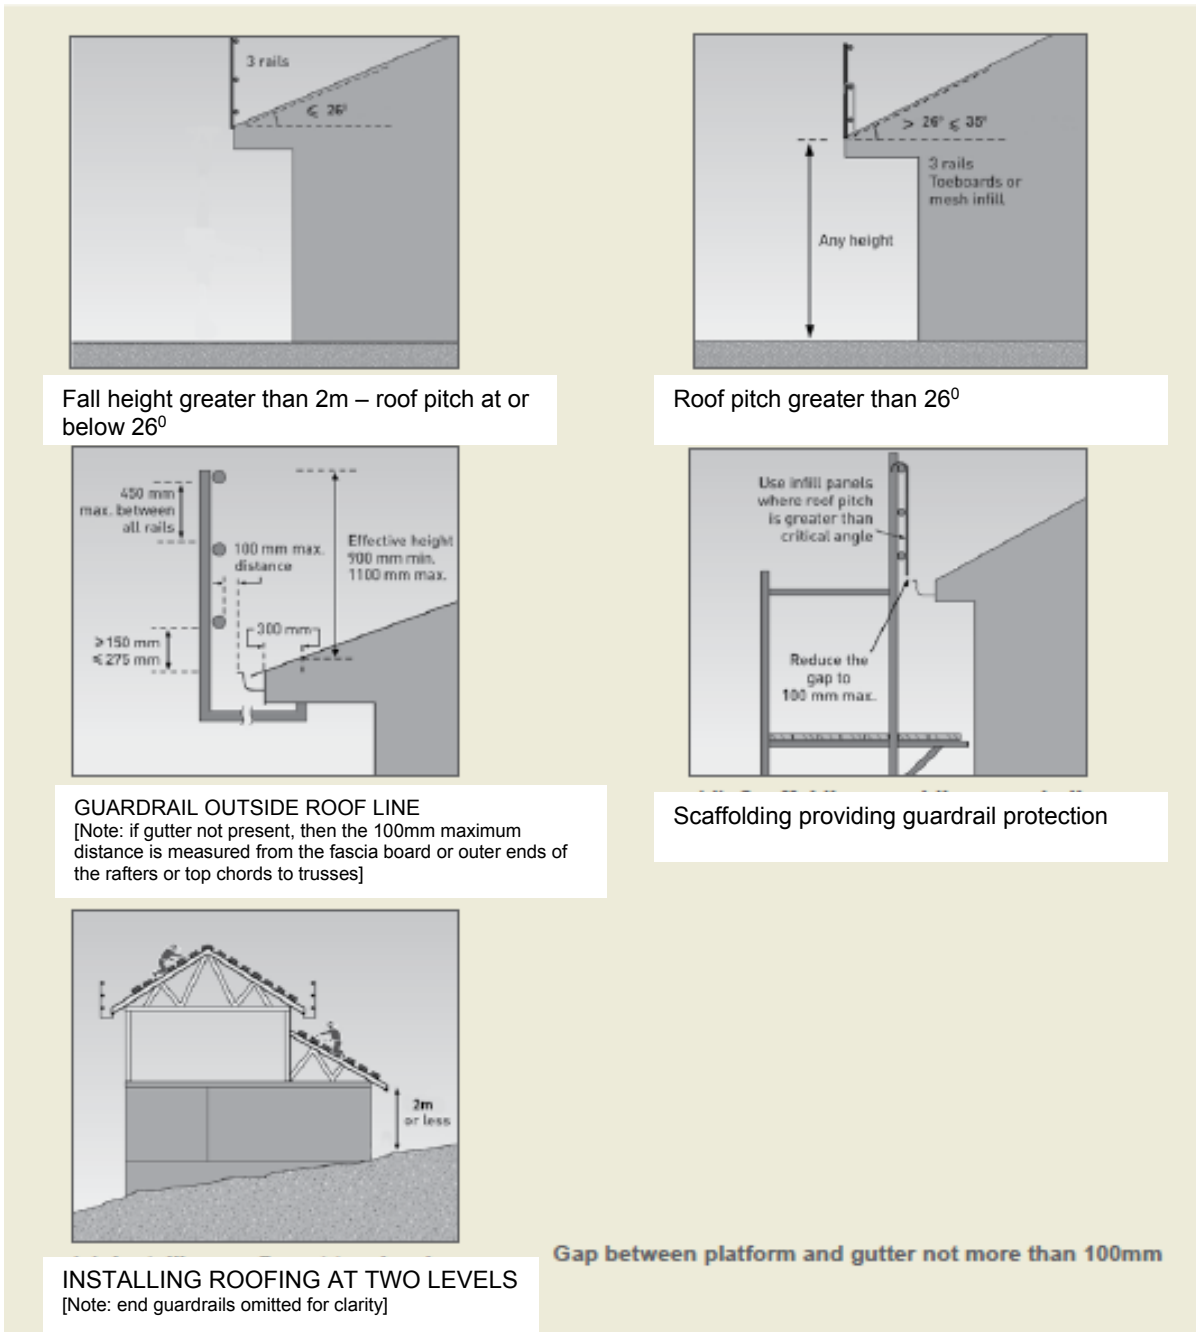 3 rails
⩽ 26°
Fall height greater than 2m – roof pitch at or
below 26⁰
> 26° ⩽ 35°
3 rails
Toeboards or
mesh infill
Any height
Roof pitch greater than 26⁰
450 mm
max. between
all rails
100 mm max.
distance
Effective height
900 mm min.
1100 mm max.
300 mm
⩾150 mm
⩽ 275 mm
GUARDRAIL OUTSIDE ROOF LINE
[Note: if gutter not present, then the 100mm maximum
distance is measured from the fascia board or outer ends of
the rafters or top chords to trusses]
Use infill panels
where roof pitch
is greater than
critical angle
Reduce the
gap to
100 mm max.
Scaffolding providing guardrail protection
2m
or less
INSTALLING ROOFING AT TWO LEVELS
[Note: end guardrails omitted for clarity]
Gap between platform and gutter not more than 100mm